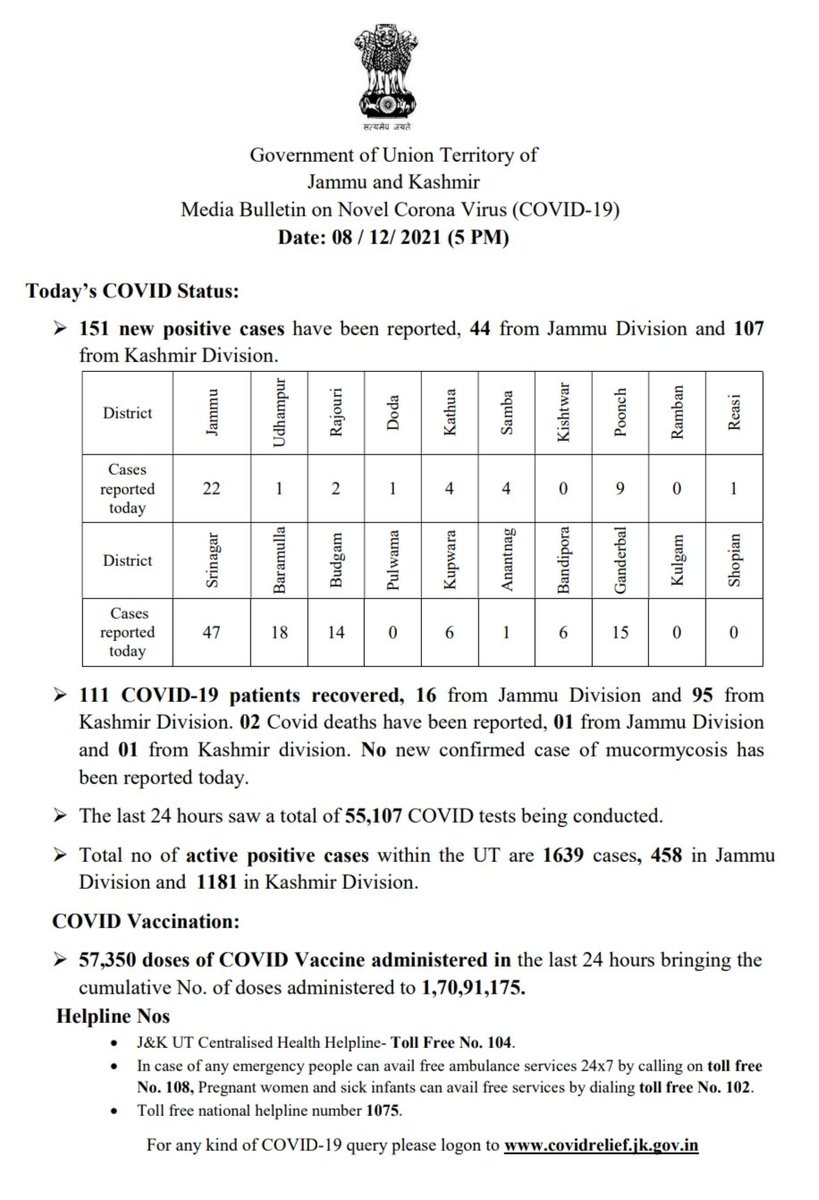 सत्यमेव जयते
Government of Union Territory of
Jammu and Kashmir
Media Bulletin on Novel Corona Virus (COVID-19)
Date: 08 / 12/ 2021 (5 PM)
Today’s COVID Status:
➢ 151 new positive cases have been reported, 44 from Jammu Division and 107
from Kashmir Division.
District Jammu Udhampur Rajouri Doda Kathua Samba Kishtwar Poonch Ramban Reasi
Cases
reported
today
22 1 2 1 4 4 0 9 0 1
District Srinagar Baramulla Budgam Pulwama Kupwara Anantnag Bandipora Ganderbal Kulgam Shopian
Cases
reported
today
47 18 14 0 6 1 6 15 0 0
➢ 111 COVID-19 patients recovered, 16 from Jammu Division and 95 from
Kashmir Division. 02 Covid deaths have been reported, 01 from Jammu Division
and 01 from Kashmir division. No new confirmed case of mucormycosis has
been reported today.
➢ The last 24 hours saw a total of 55,107 COVID tests being conducted.
➢ Total no of active positive cases within the UT are 1639 cases, 458 in Jammu
Division and 1181 in Kashmir Division.
COVID Vaccination:
➢ 57,350 doses of COVID Vaccine administered in the last 24 hours bringing the
cumulative No. of doses administered to 1,70,91,175.
Helpline Nos
• J&K UT Centralised Health Helpline- Toll Free No. 104.
• In case of any emergency people can avail free ambulance services 24x7 by calling on toll free
No. 108, Pregnant women and sick infants can avail free services by dialing toll free No. 102.
• Toll free national helpline number 1075.
For any kind of COVID-19 query please logon to www.covidrelief.jk.gov.in